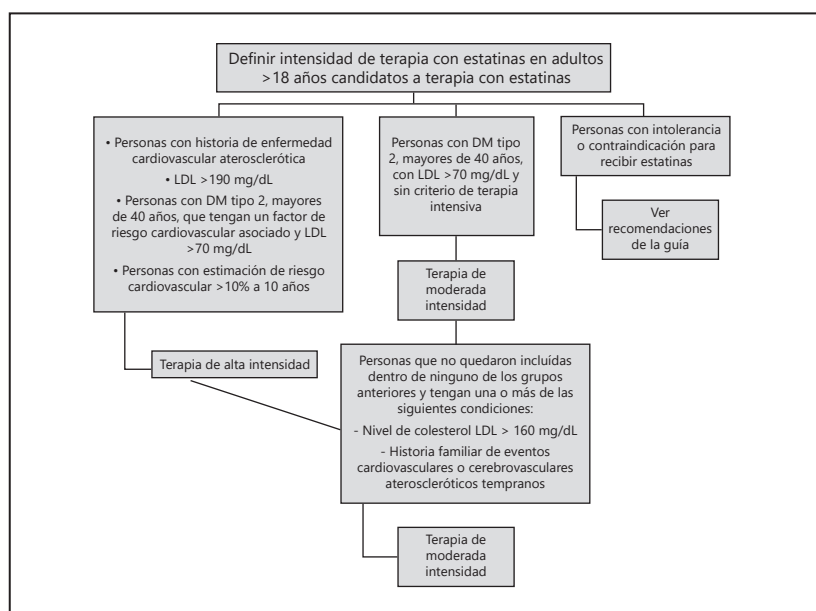 Definir intensidad de terapia con estatinas en adultos
>18 años candidatos a terapia con estatinas
• Personas con historia de enfermedad
cardiovascular aterosclerótica
• LDL >190 mg/dL
• Personas con DM tipo 2, mayores
de 40 años, que tengan un factor de
riesgo cardiovascular asociado y LDL
>70 mg/dL
• Personas con estimación de riesgo
cardiovascular >10% a 10 años
Personas con DM tipo
2, mayores de 40 años,
con LDL >70 mg/dL y
sin criterio de terapia
intensiva
Personas con intolerancia
o contraindicación para
recibir estatinas
Ver
recomendaciones
de la guía
Terapia de
moderada
intensidad
Terapia de alta intensidad
Personas que no quedaron incluídas
dentro de ninguno de los grupos
anteriores y tengan una o más de las
siguientes condiciones:
- Nivel de colesterol LDL > 160 mg/dL
- Historia familiar de eventos
cardiovasculares o cerebrovasculares
ateroscleróticos tempranos
Terapia de
moderada
intensidad